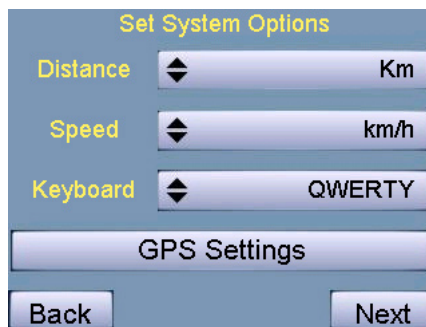 Set System Options
Distance Km
Speed km/h
Keyboard QWERTY
GPS Settings
Back Next